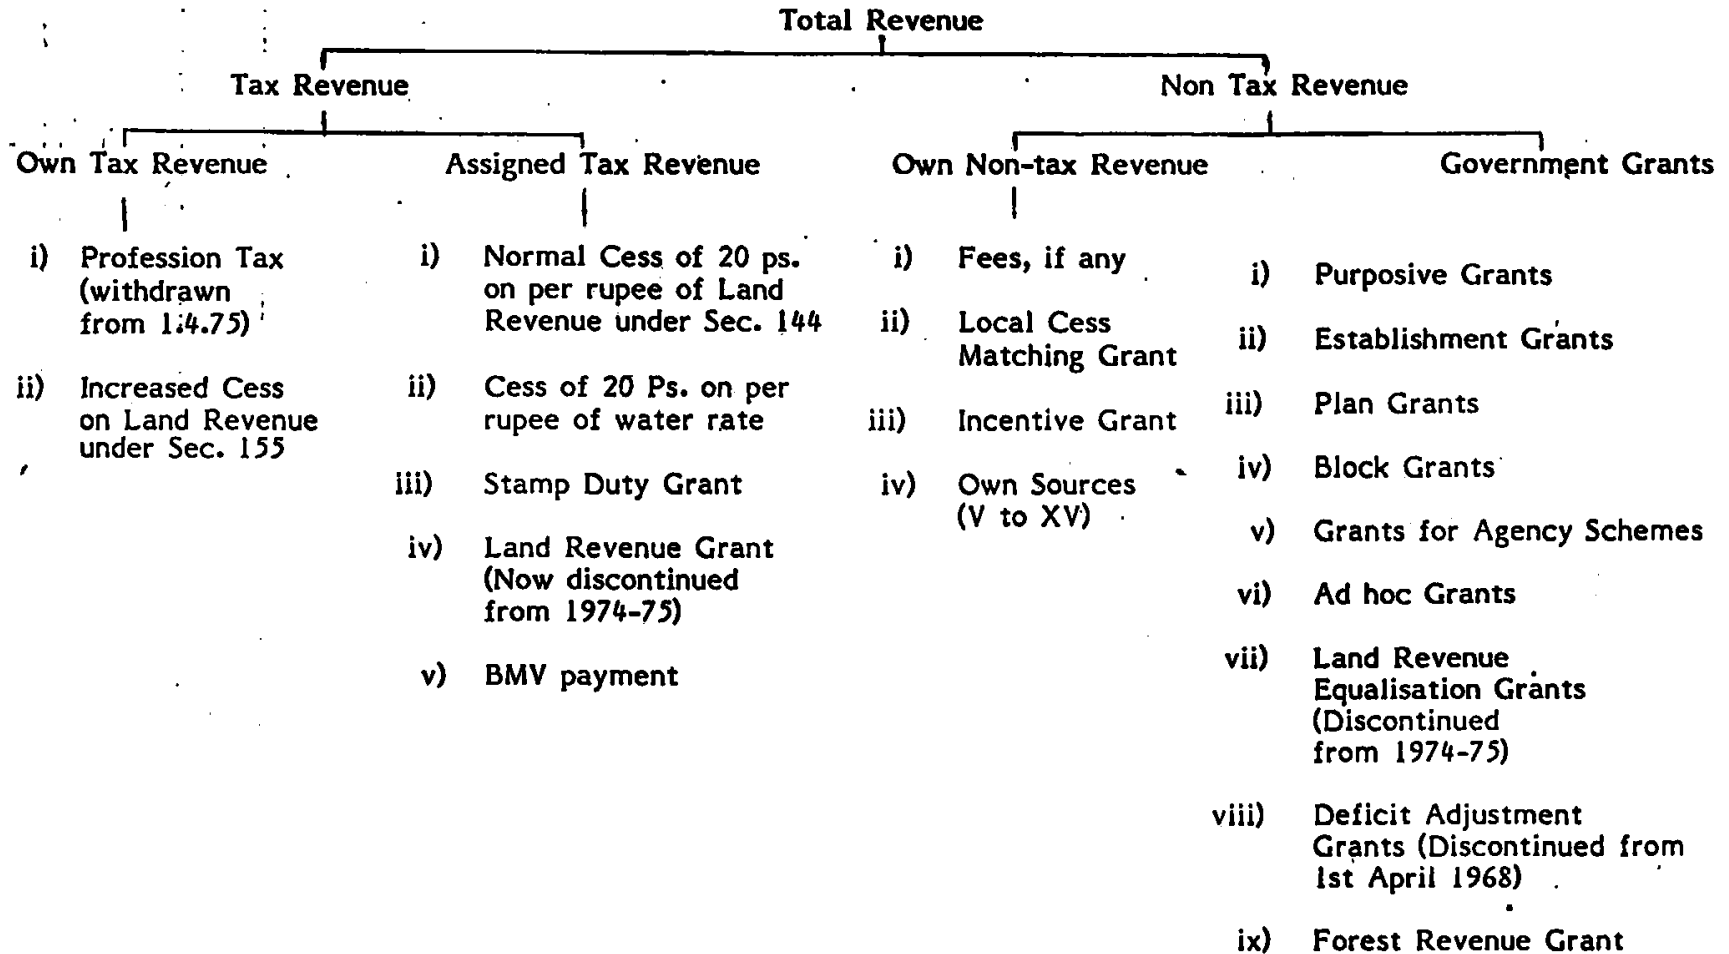 Total Revenue
Tax Revenue
Non Tax Revenue
Own Tax Revenue
Assigned Tax Revenue
Own Non-tax Revenue
Government Grants
i) Profession Tax
(withdrawn
from 1.4.75)
ii) Increased Cess
on Land Revenue
under Sec. 155
i) Normal Cess of 20 ps.
on per rupee of Land
Revenue under Sec. 144
ii) Cess of 20 Ps. on per
rupee of water rate
iii) Stamp Duty Grant
iv) Land Revenue Grant
(Now discontinued
from 1974-75)
v) BMV payment
i) Fees, if any
ii) Local Cess
Matching Grant
iii) Incentive Grant
iv) Own Sources
(V to XV)
i) Purposive Grants
ii) Establishment Grants
iii) Plan Grants
iv) Block Grants
v) Grants for Agency Schemes
vi) Ad hoc Grants
vii) Land Revenue
Equalisation Grants
(Discontinued
from 1974-75)
viii) Deficit Adjustment
Grants (Discontinued from
1st April 1968)
ix) Forest Revenue Grant